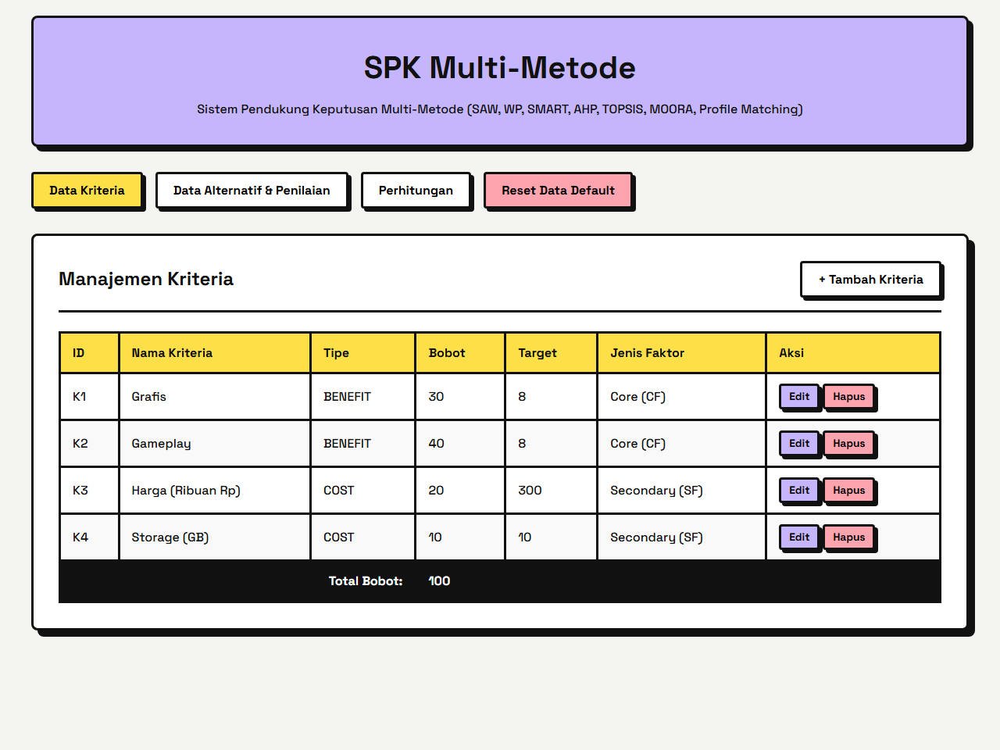 SPK Multi-Metode
Sistem Pendukung Keputusan Multi-Metode (SAW, WP, SMART, AHP, TOPSIS, MOORA, Profile Matching)
Data Kriteria Data Alternatif & Penilaian Perhitungan Reset Data Default
Manajemen Kriteria + Tambah Kriteria
ID Nama Kriteria Tipe Bobot Target Jenis Faktor Aksi
K1 Grafis BENEFIT 30 8 Core (CF) Edit Hapus
K2 Gameplay BENEFIT 40 8 Core (CF) Edit Hapus
K3 Harga (Ribuan Rp) COST 20 300 Secondary (SF) Edit Hapus
K4 Storage (GB) COST 10 10 Secondary (SF) Edit Hapus
Total Bobot: 100